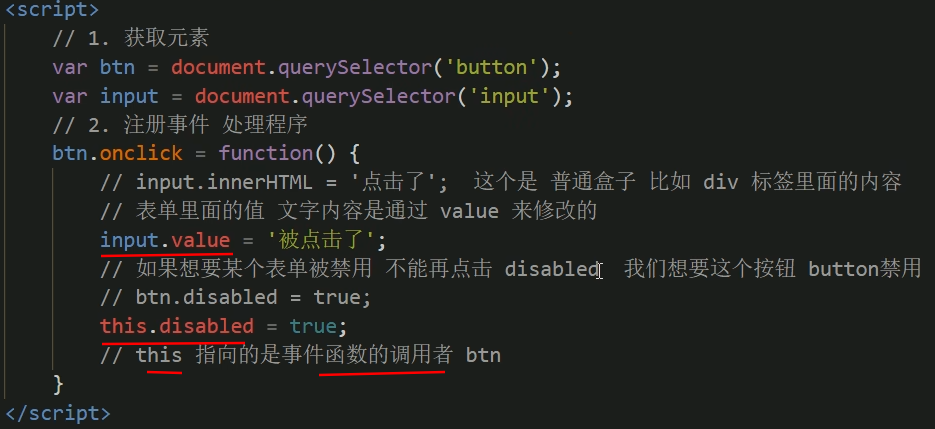 <script>
// 1. 获取元素
var btn = document.querySelector('button');
var input = document.querySelector('input');
// 2. 注册事件 处理程序
btn.onclick = function() {
// input.innerHTML = '点击了';  这个是 普通盒子 比如 div 标签里面的内容
// 表单里面的值 文字内容是通过 value 来修改的
input.value = '被点击了';
// 如果想要某个表单被禁用 不能再点击 disabled  我们想要这个按钮 button禁用
// btn.disabled = true;
this.disabled = true;
// this 指向的是事件函数的调用者 btn
}
</script>